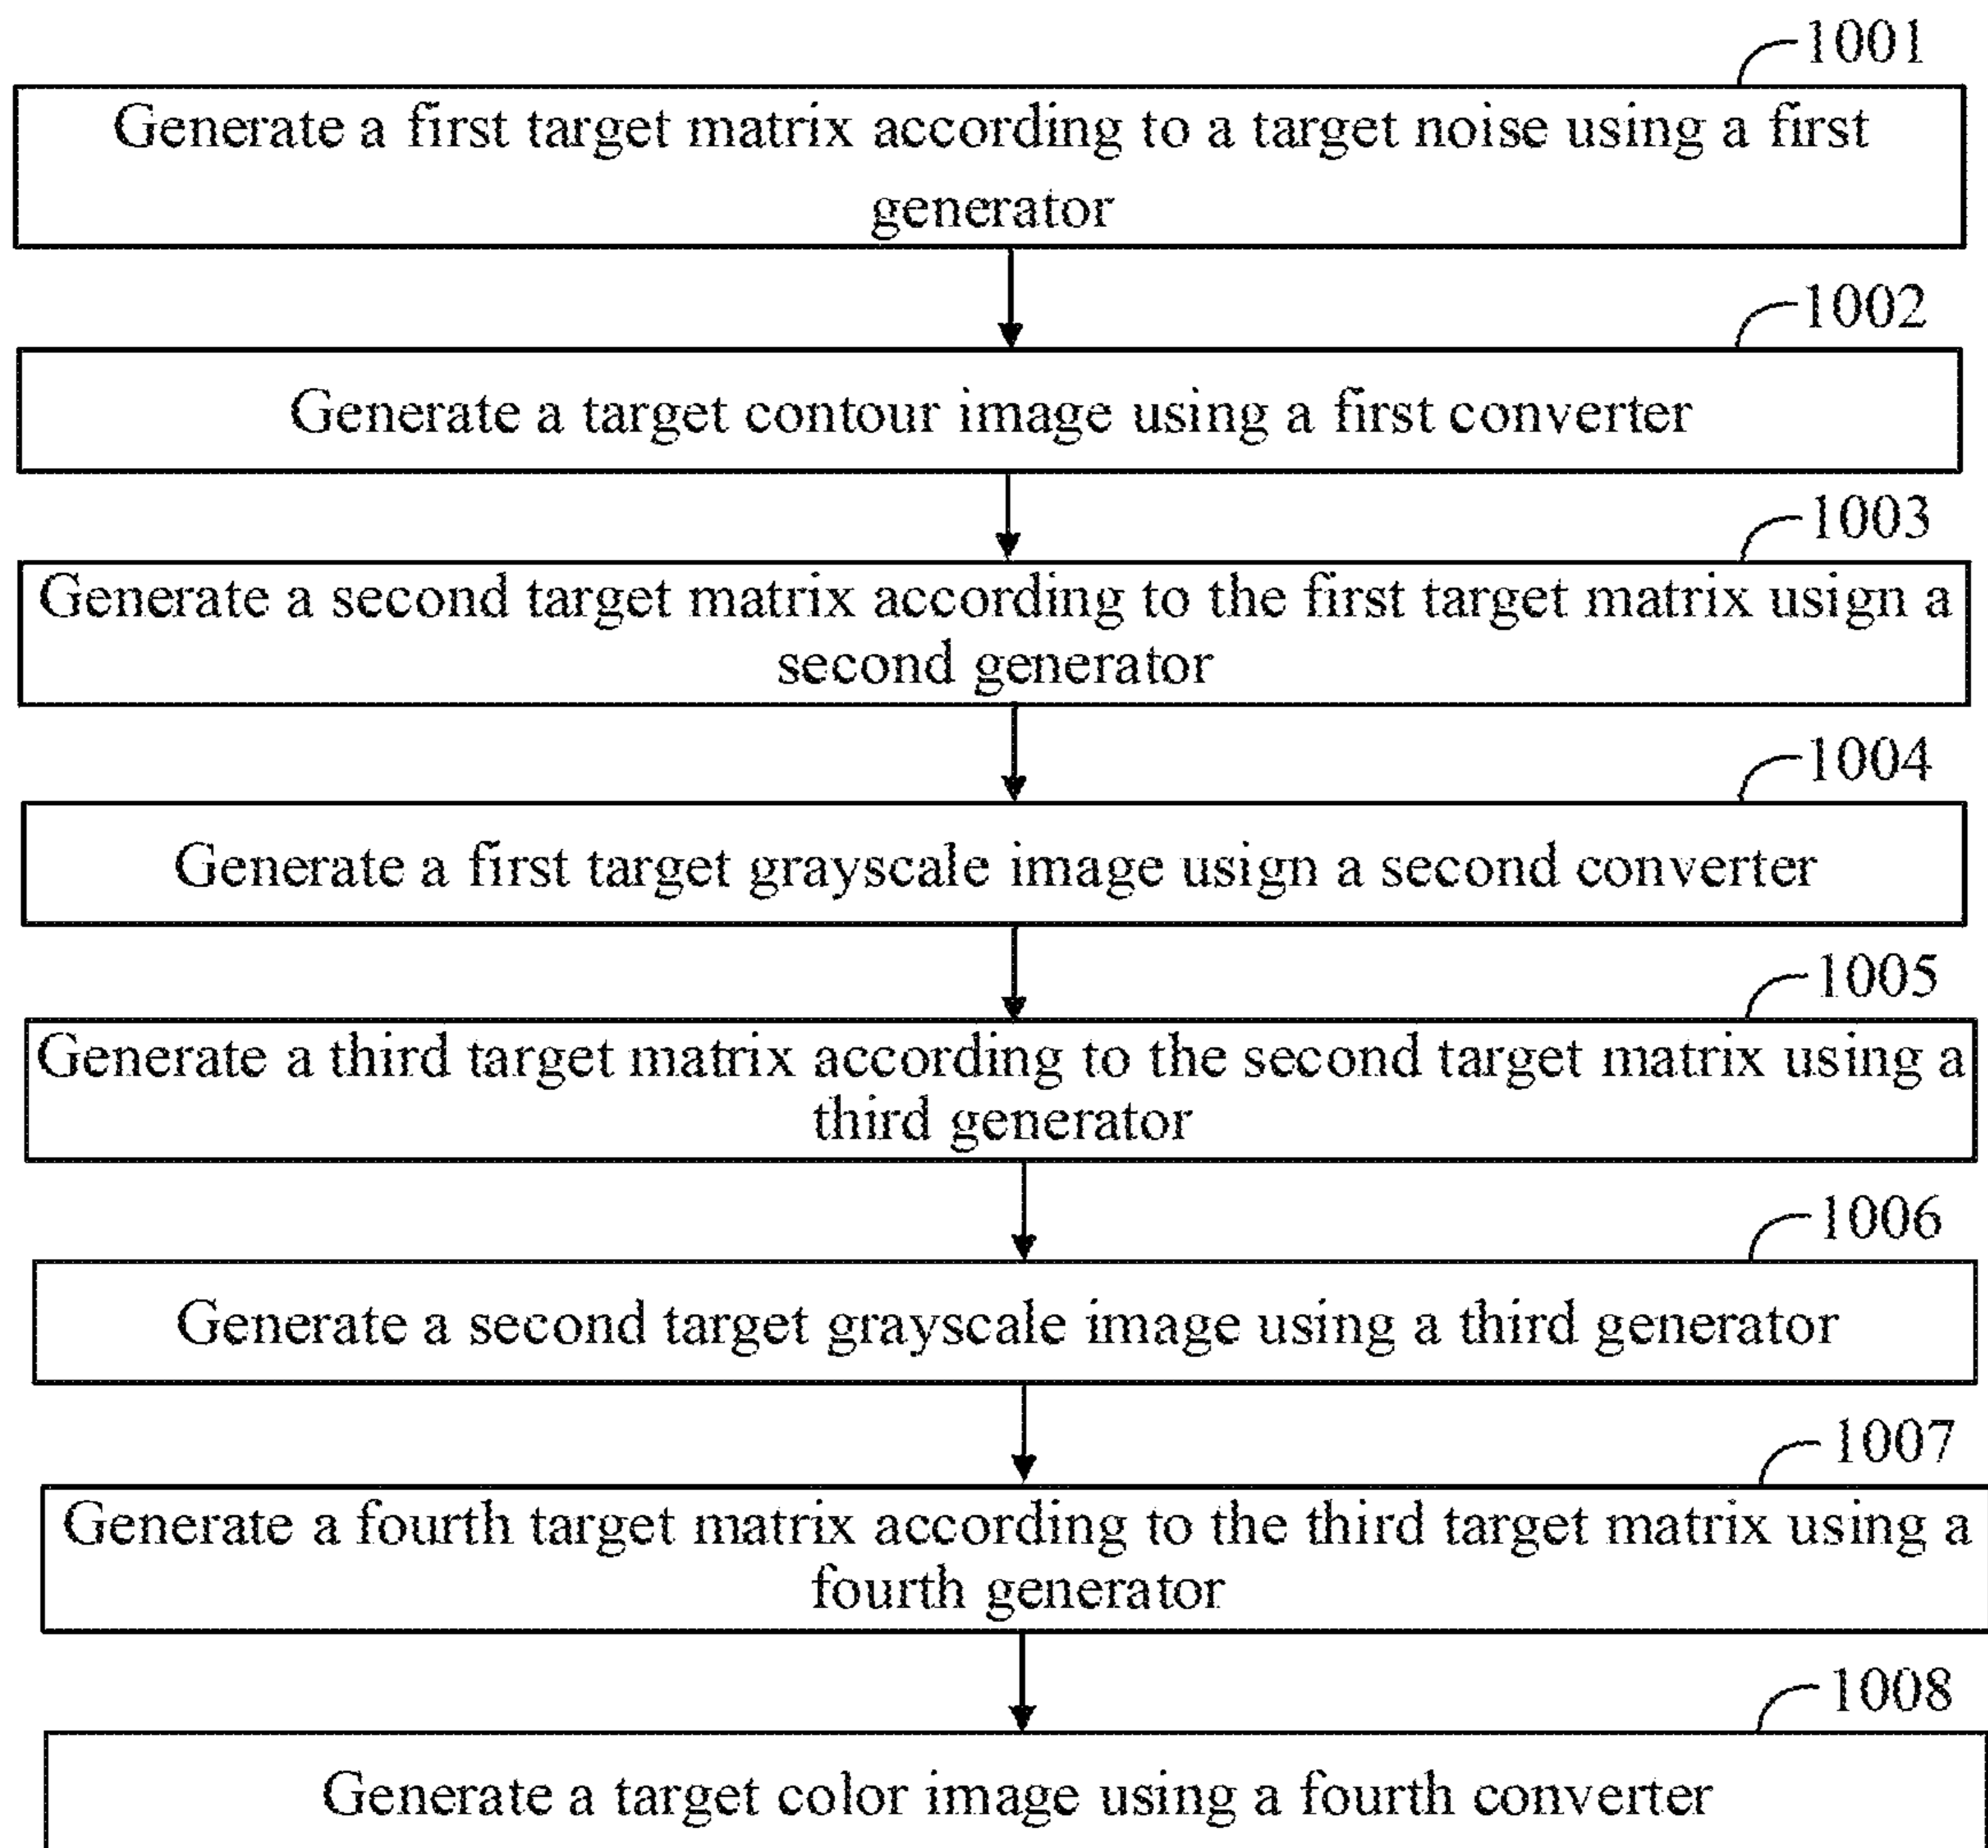 1001
Generate a first target matrix according to a target noise using a first
generator
1002
Generate a target contour image using a first converter
1003
Generate a second target matrix according to the first target matrix usign a
second generator
1004
Generate a first target grayscale image usign a second converter
1005
Generate a third target matrix according to the second target matrix using a
third generator
1006
Generate a second target grayscale image using a third generator
1007
Generate a fourth target matrix according to the third target matrix using a
fourth generator
1008
Generate a target color image using a fourth converter